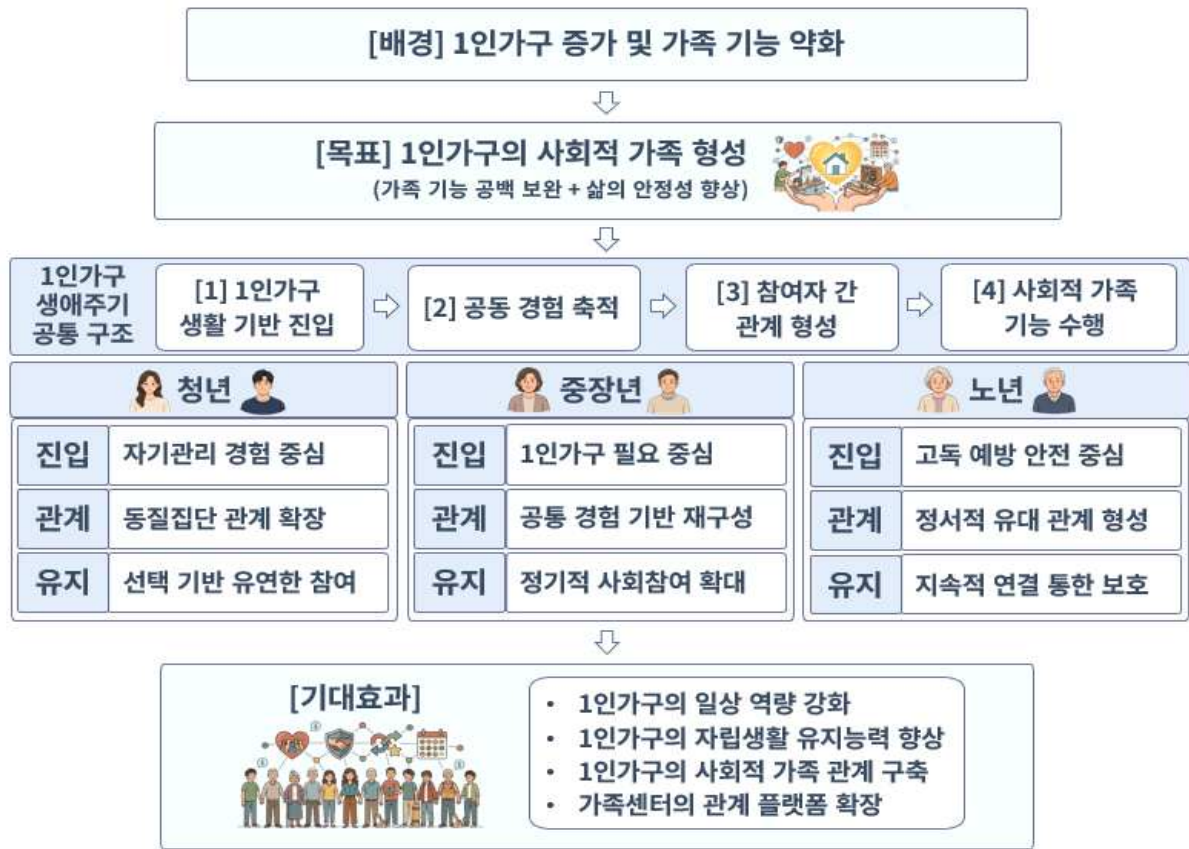 [배경] 1인가구 증가 및 가족 기능 약화
[목표] 1인가구의 사회적 가족 형성
(가족 기능 공백 보완 + 삶의 안정성 향상)
1인가구
생애주기
공통 구조
[1] 1인가구
생활 기반 진입
[2] 공동 경험 축적
[3] 참여자 간
관계 형성
[4] 사회적 가족
기능 수행
청년
진입 자기관리 경험 중심
관계 동질집단 관계 확장
유지 선택 기반 유연한 참여
중장년
진입 1인가구 필요 중심
관계 공통 경험 기반 재구성
유지 정기적 사회참여 확대
노년
진입 고독 예방 안전 중심
관계 정서적 유대 관계 형성
유지 지속적 연결 통한 보호
[기대효과]
• 1인가구의 일상 역량 강화
• 1인가구의 자립생활 유지능력 향상
• 1인가구의 사회적 가족 관계 구축
• 가족센터의 관계 플랫폼 확장